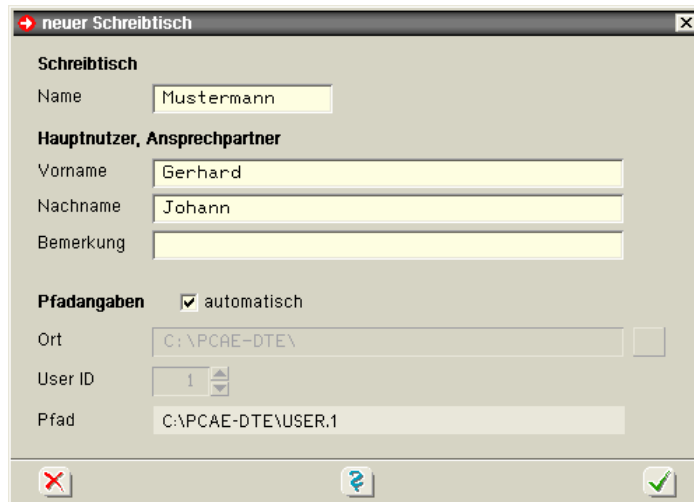 neuer Schreibtisch
Schreibtisch
Name Mustermann
Hauptnutzer, Ansprechpartner
Vorname Gerhard
Nachname Johann
Bemerkung
Pfadangaben automatisch
Ort C:\PCAE-DTE\
User ID 1
Pfad C:\PCAE-DTE\USER.1